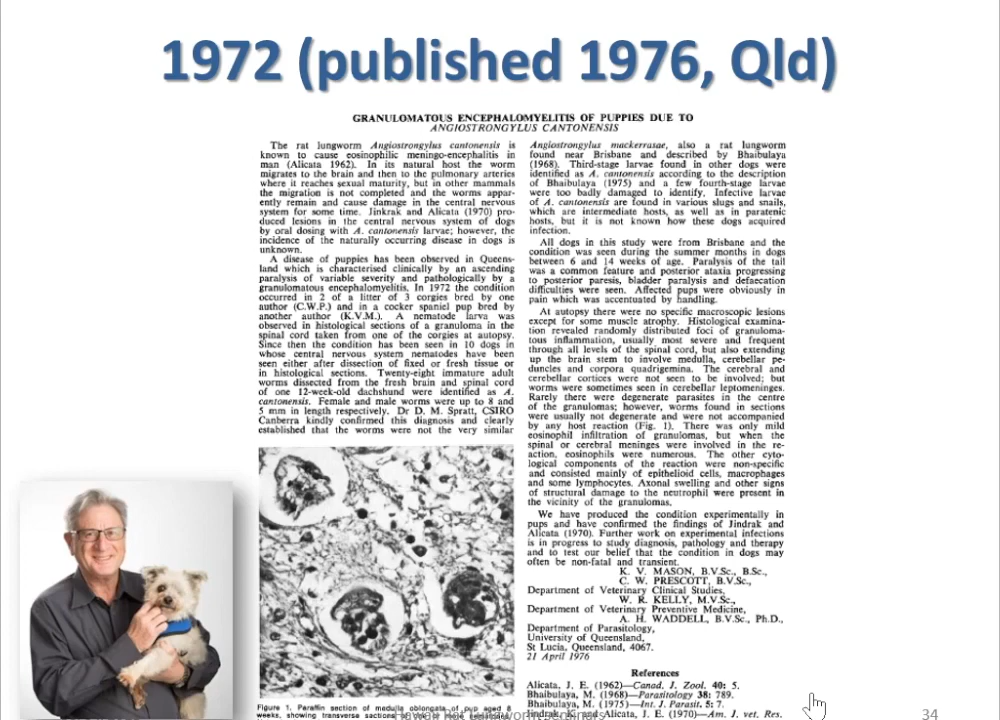 1972 (published 1976, Qld)
GRANULOMATOUS ENCEPHALOMYELITIS OF PUPPIES DUE TO
ANGIOSTRONGYLUS CANTONENSIS
The rat lungworm Angiostrongylus cantonensis is
known to cause eosinophilic meningo-encephalitis in
man (Alicata 1962). In its natural host the worm
migrates to the brain and then to the pulmonary arteries
where it reaches sexual maturity, but in other mammals
the migration is not completed and the worms appar-
ently remain and cause damage in the central nervous
system for some time. Jinkrak and Alicata (1970) pro-
duced lesions in the central nervous system of dogs
by oral dosing with A. cantonensis larvae; however, the
incidence of the naturally occurring disease in dogs is
unknown.
A disease of puppies has been observed in Queens-
land which is characterised clinically by an ascending
paralysis of variable severity and pathologically by a
granulomatous encephalomyelitis. In 1972 the condition
occurred in 2 of a litter of 3 corgies bred by one
author (C.W.P.) and in a cocker spaniel pup bred by
another author (K.V.M.). A nematode larva was
observed in histological sections of a granuloma in the
spinal cord taken from one of the corgies at autopsy.
Since then the condition has been seen in 10 dogs in
whose central nervous system nematodes have been
seen either after dissection of fixed or fresh tissue or
in histological sections. Twenty-eight immature adult
worms dissected from the fresh brain and spinal cord
of one 12-week-old dachshund were identified as A.
cantonensis. Female and male worms were up to 8 and
5 mm in length respectively. Dr D. M. Spratt, CSIRO
Canberra kindly confirmed this diagnosis and clearly
established that the worms were not the very similar
Figure 1. Paraffin section of medulla oblongata of pup aged 8
weeks, showing transverse sections
Angiostrongylus mackerrasae, also a rat lungworm
found near Brisbane and described by Bhaibulaya
(1968). Third-stage larvae found in other dogs were
identified as A. cantonensis according to the description
of Bhaibulaya (1975) and a few fourth-stage larvae
were too badly damaged to identify. Infective larvae
of A. cantonensis are found in various slugs and snails,
which are intermediate hosts, as well as in paratenic
hosts, but it is not known how these dogs acquired
infection.
All dogs in this study were from Brisbane and the
condition was seen during the summer months in dogs
between 6 and 14 weeks of age. Paralysis of the tail
was a common feature and posterior ataxia progressing
to posterior paresis, bladder paralysis and defaecation
difficulties were seen. Affected pups were obviously in
pain which was accentuated by handling.
At autopsy there were no specific macroscopic lesions
except for some muscle atrophy. Histological examina-
tion revealed randomly distributed foci of granuloma-
tous inflammation, usually most severe and frequent
through all levels of the spinal cord, but also extending
up the brain stem to involve medulla, cerebellar pe-
duncles and corpora quadrigemina. The cerebral and
cerebellar cortices were not seen to be involved; but
worms were sometimes seen in cerebellar leptomeninges.
Rarely there were degenerate parasites in the centre
of the granulomas; however, worms found in sections
were usually not degenerate and were not accompanied
by any host reaction (Fig. 1). There was only mild
eosinophil infiltration of granulomas, but when the
spinal or cerebral meninges were involved in the re-
action, eosinophils were numerous. The other cyto-
logical components of the reaction were non-specific
and consisted mainly of epithelioid cells, macrophages
and some lymphocytes. Axonal swelling and other signs
of structural damage to the neutrophil were present in
the vicinity of the granulomas.
We have produced the condition experimentally in
pups and have confirmed the findings of Jindrak and
Alicata (1970). Further work on experimental infections
is in progress to study diagnosis, pathology and therapy
and to test our belief that the condition in dogs may
often be non-fatal and transient.
K. V. MASON, B.V.Sc., B.Sc.,
C. W. PRESCOTT, B.V.Sc.,
Department of Veterinary Clinical Studies,
W. R. KELLY, M.V.Sc.,
Department of Veterinary Preventive Medicine,
A. H. WADDELL, B.V.Sc., Ph.D.,
Department of Parasitology,
University of Queensland,
St Lucia, Queensland, 4067.
21 April 1976
References
Alicata, J. E. (1962)—Canad. J. Zool. 40: 5.
Bhaibulaya, M. (1968)—Parasitology 38: 789.
Bhaibulaya, M. (1975)—Int. J. Parasit. 5: 7.
Alicata, J. E. (1970)—Am. J. vet. Res.
34